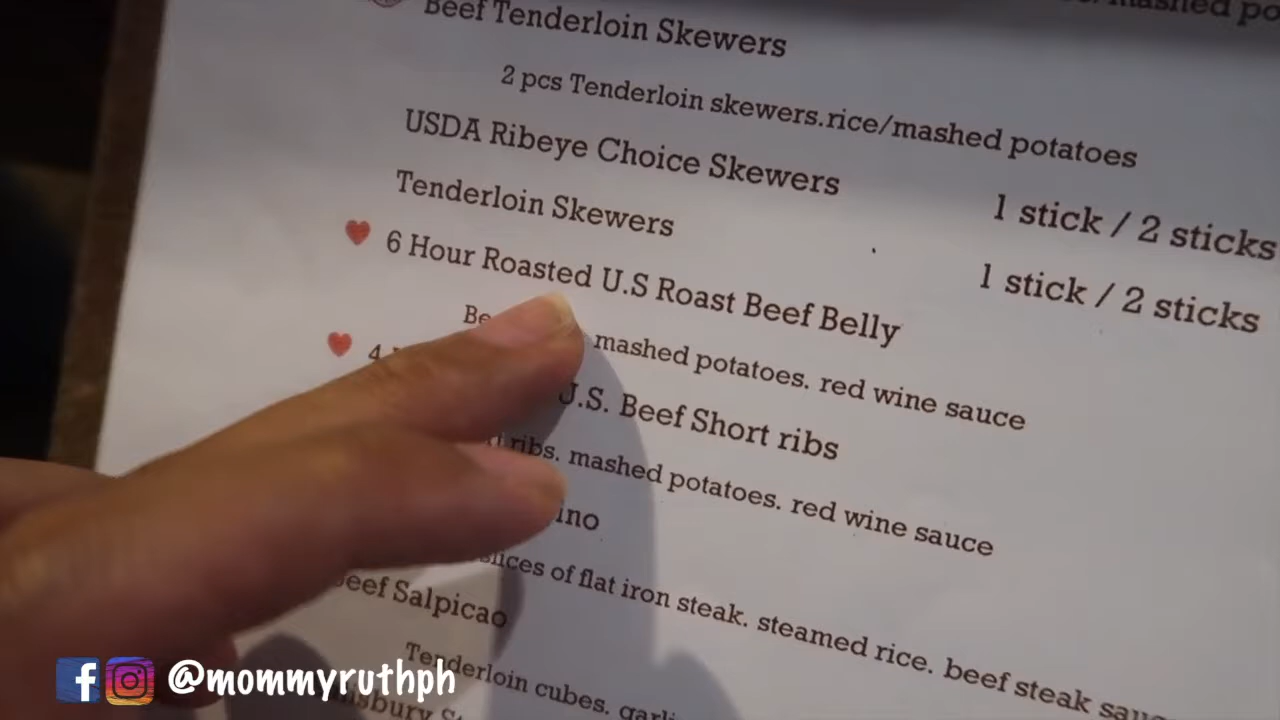 mashed
Beef Tenderloin Skewers
2 pcs Tenderloin skewers.rice/mashed potatoes
USDA Ribeye Choice Skewers
1 stick / 2 sticks
Tenderloin Skewers
1 stick / 2 sticks
6 Hour Roasted U.S Roast Beef Belly
mashed potatoes. red wine sauce
U.S. Beef Short ribs
ribs. mashed potatoes. red wine sauce
slices of flat iron steak. steamed rice. beef steak
Beef Salpicao
Tenderloin cubes.
@mommyruthph